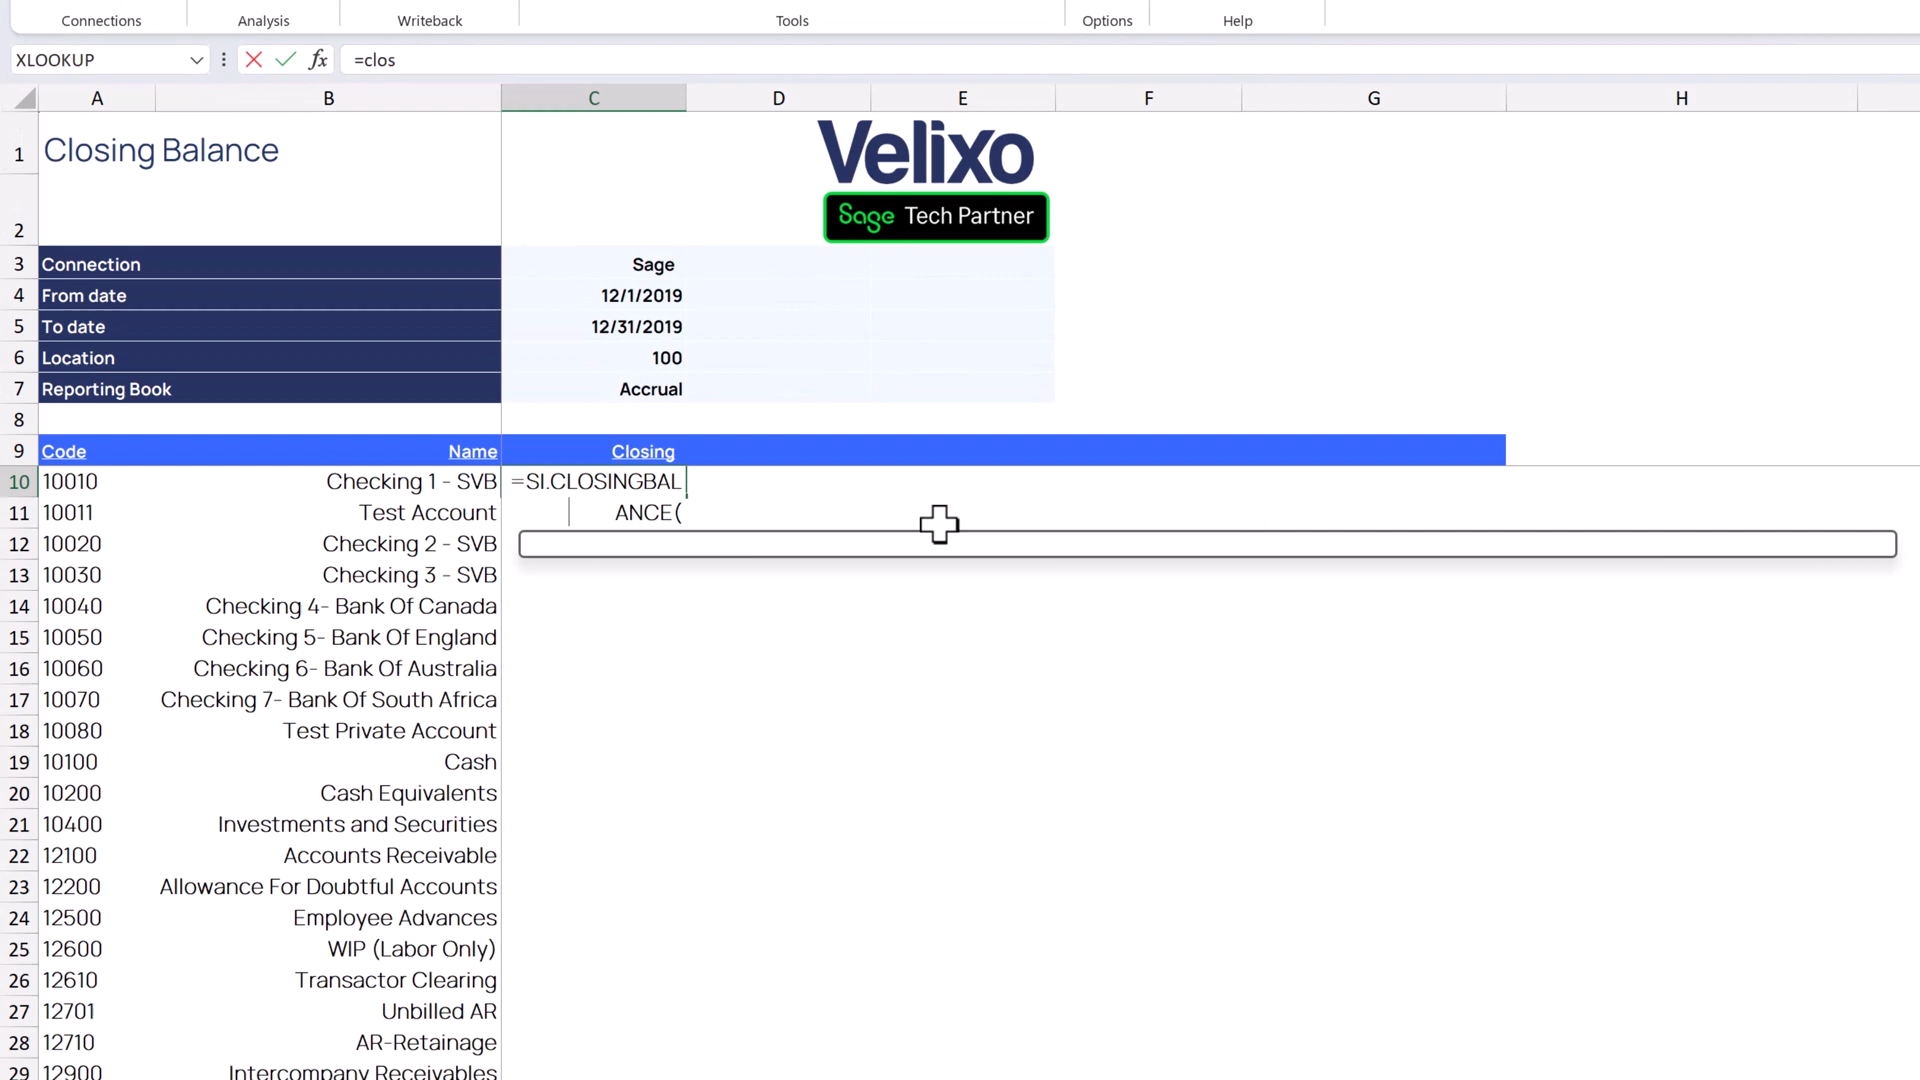 Connections Analysis Writeback Tools Options Help
XLOOKUP fx =clos
A B C D E F G H
1 Closing Balance Velixo
2 Sage Tech Partner
3 Connection Sage
4 From date 12/1/2019
5 To date 12/31/2019
6 Location 100
7 Reporting Book Accrual
8
9 Code Name Closing
10 10010 Checking 1 - SVB =SI.CLOSINGBAL
11 10011 Test Account ANCE(
12 10020 Checking 2 - SVB
13 10030 Checking 3 - SVB
14 10040 Checking 4- Bank Of Canada
15 10050 Checking 5- Bank Of England
16 10060 Checking 6- Bank Of Australia
17 10070 Checking 7- Bank Of South Africa
18 10080 Test Private Account
19 10100 Cash
20 10200 Cash Equivalents
21 10400 Investments and Securities
22 12100 Accounts Receivable
23 12200 Allowance For Doubtful Accounts
24 12500 Employee Advances
25 12600 WIP (Labor Only)
26 12610 Transactor Clearing
27 12701 Unbilled AR
28 12710 AR-Retainage
29 12900 Intercompany Receivables